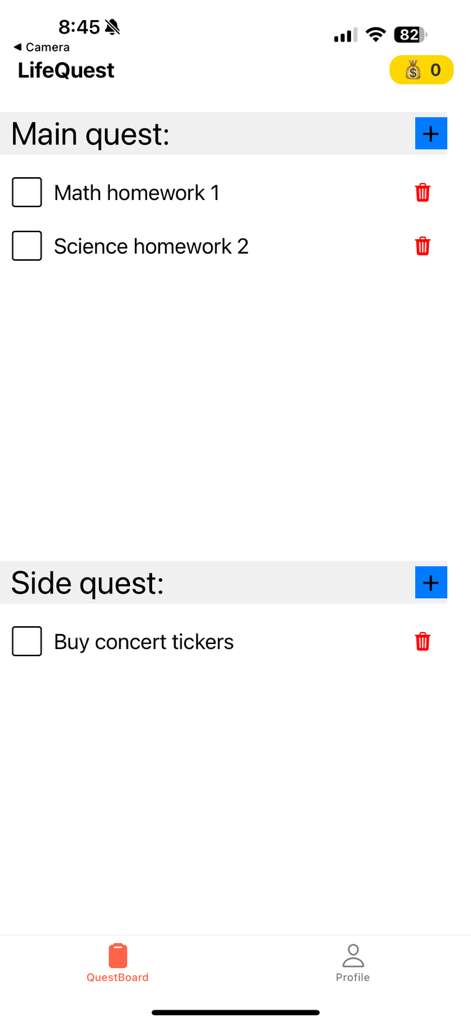 8:45
82
◀ Camera
LifeQuest
0
Main quest:
+
Math homework 1
Science homework 2
Side quest:
+
Buy concert tickers
QuestBoard
Profile